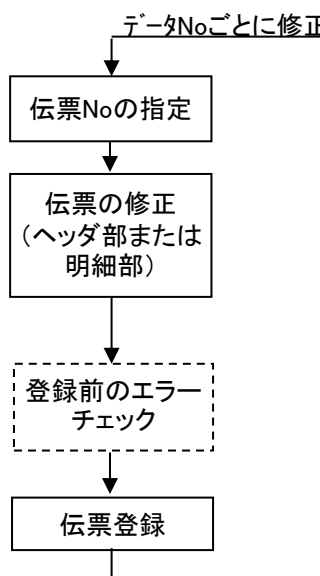 データNoごとに修正
伝票Noの指定
伝票の修正
（ヘッダ部または
明細部）
登録前のエラー
チェック
伝票登録